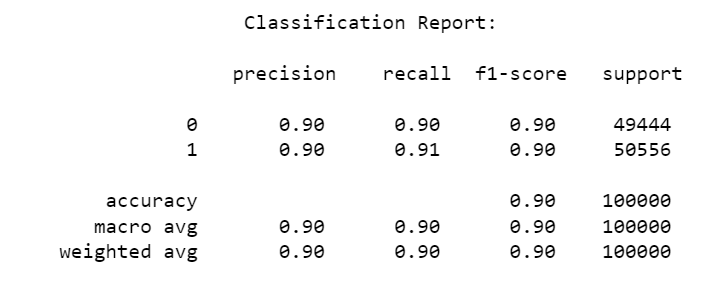 Classification Report:
precision recall f1-score support
0 0.90 0.90 0.90 49444
1 0.90 0.91 0.90 50556
accuracy 0.90 100000
macro avg 0.90 0.90 0.90 100000
weighted avg 0.90 0.90 0.90 100000